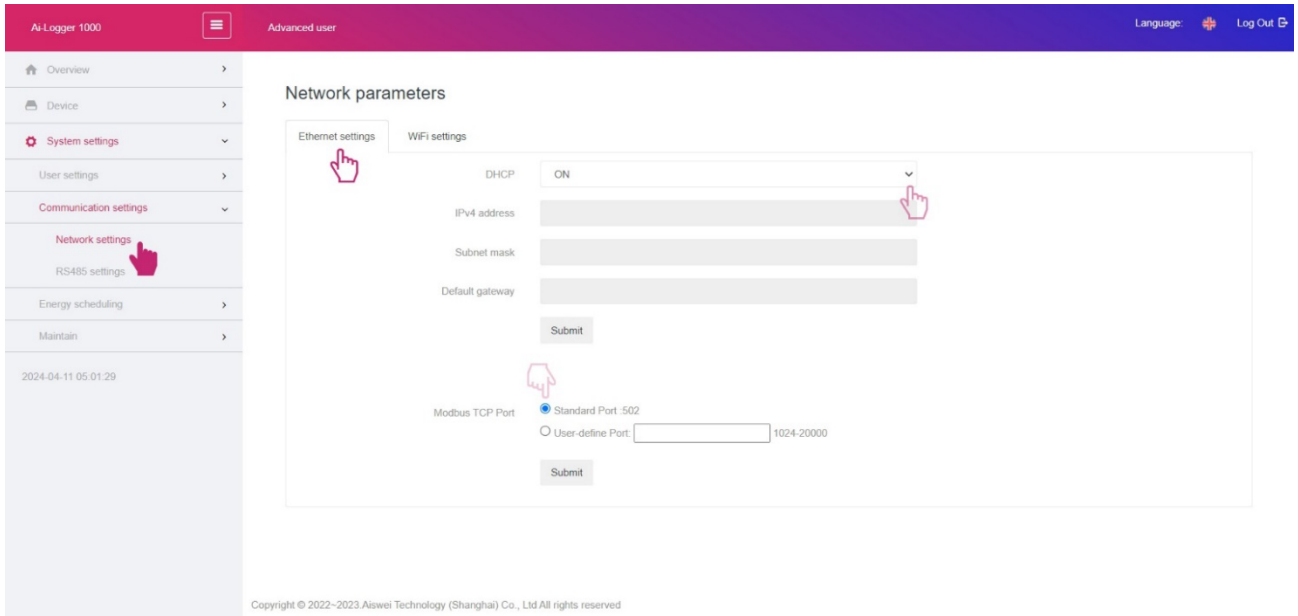 Ai-Logger 1000
Advanced user
Language:
Log Out
Overview
Device
System settings
User settings
Communication settings
Network settings
RS485 settings
Energy scheduling
Maintain
2024-04-11 05:01:29
Network parameters
Ethernet settings
WiFi settings
DHCP
ON
IPv4 address
Subnet mask
Default gateway
Submit
Modbus TCP Port
Standard Port :502
User-define Port: 1024-20000
Submit
Copyright © 2022~2023.Aiswei Technology (Shanghai) Co., Ltd All rights reserved